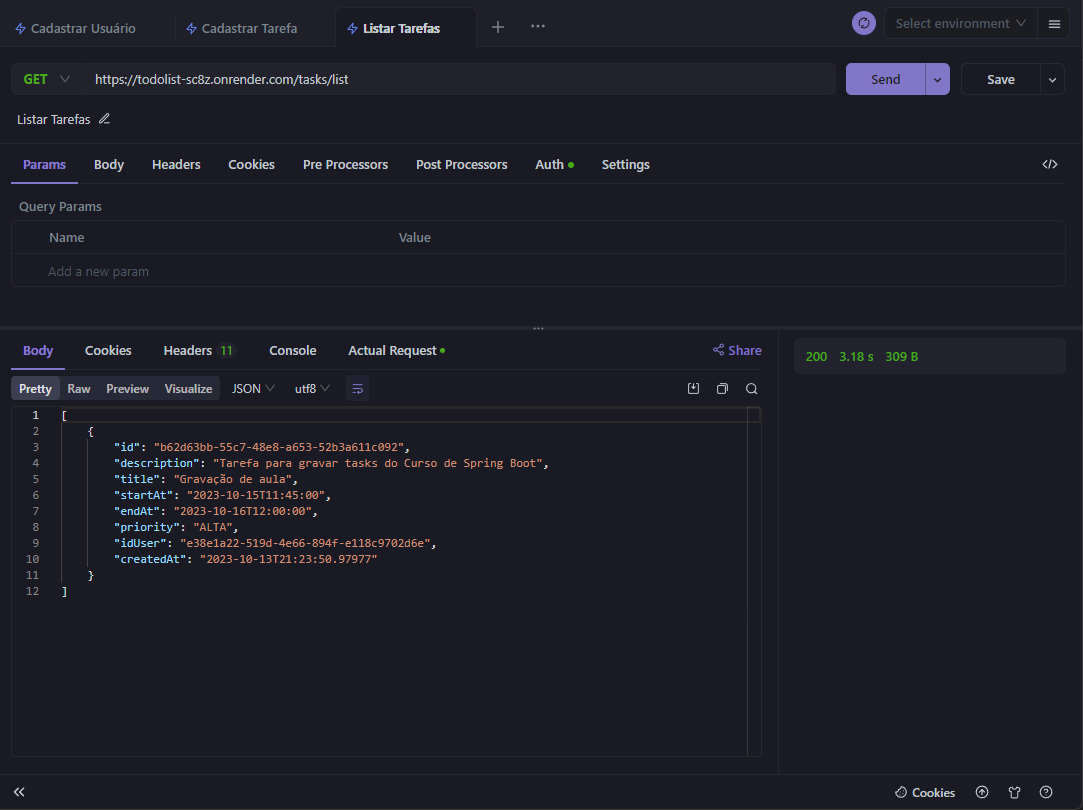 Cadastrar Usuário Cadastrar Tarefa Listar Tarefas Select environment
GET https://todolist-sc8z.onrender.com/tasks/list Send Save
Listar Tarefas
Params Body Headers Cookies Pre Processors Post Processors Auth Settings
Query Params
Name Value
Add a new param
Body Cookies Headers 11 Console Actual Request Share
200 3.18 s 309 B
Pretty Raw Preview Visualize JSON utf8
1 [
2 {
3 "id": "b62d63bb-55c7-48e8-a653-52b3a611c092",
4 "description": "Tarefa para gravar tasks do Curso de Spring Boot",
5 "title": "Gravação de aula",
6 "startAt": "2023-10-15T11:45:00",
7 "endAt": "2023-10-16T12:00:00",
8 "priority": "ALTA",
9 "idUser": "e38e1a22-519d-4e66-894f-e118c9702d6e",
10 "createdAt": "2023-10-13T21:23:50.97977"
11 }
12 ]
Cookies